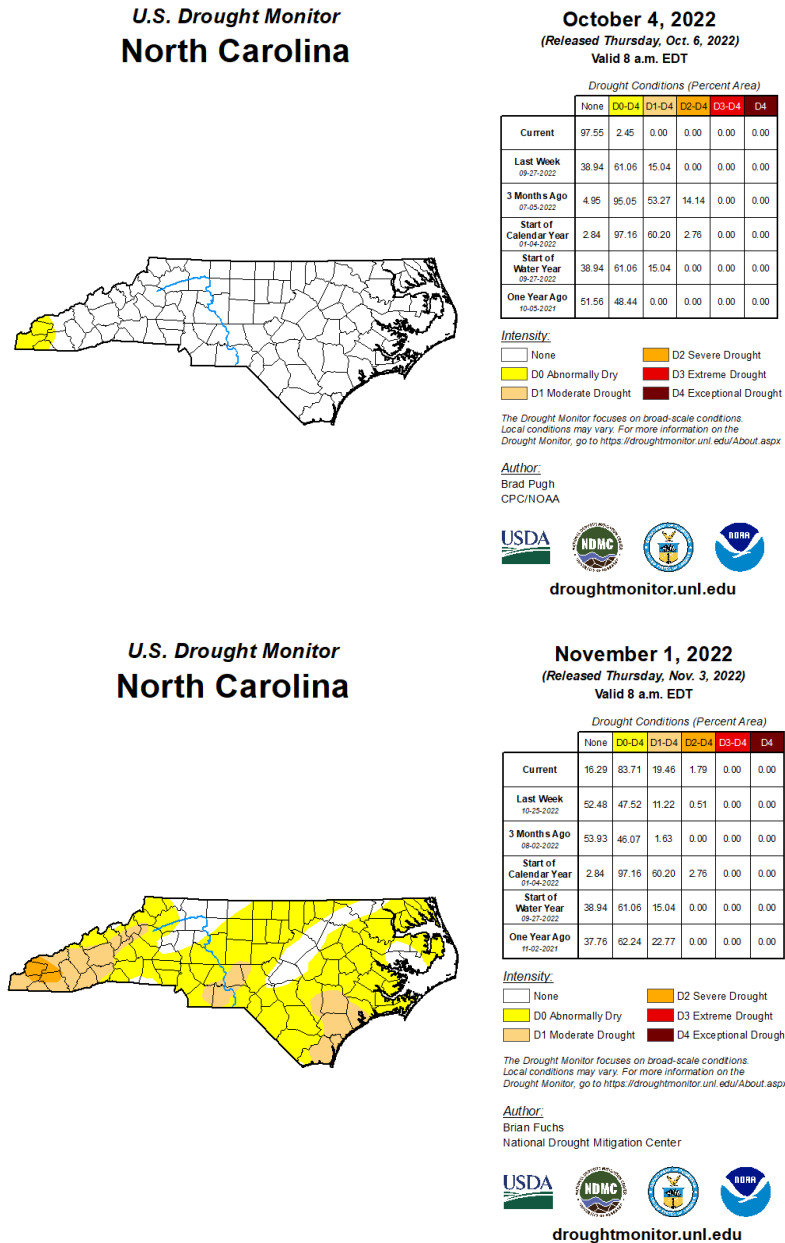 U.S. Drought Monitor
North Carolina
October 4, 2022
(Released Thursday, Oct. 6, 2022)
Valid 8 a.m. EDT
Drought Conditions (Percent Area)
None D0-D4 D1-D4 D2-D4 D3-D4 D4
Current 97.55 2.45 0.00 0.00 0.00 0.00
Last Week 09-27-2022 38.94 61.06 15.04 0.00 0.00 0.00
3 Months Ago 07-05-2022 4.95 95.05 53.27 14.14 0.00 0.00
Start of Calendar Year 01-04-2022 2.84 97.16 60.20 2.76 0.00 0.00
Start of Water Year 09-27-2022 38.94 61.06 15.04 0.00 0.00 0.00
One Year Ago 10-05-2021 51.56 48.44 0.00 0.00 0.00 0.00
Intensity:
None D2 Severe Drought
D0 Abnormally Dry D3 Extreme Drought
D1 Moderate Drought D4 Exceptional Drought
The Drought Monitor focuses on broad-scale conditions.
Local conditions may vary. For more information on the
Drought Monitor, go to https://droughtmonitor.unl.edu/About.aspx
Author:
Brad Pugh
CPC/NOAA
USDA NDMC NOAA
droughtmonitor.unl.edu
U.S. Drought Monitor
North Carolina
November 1, 2022
(Released Thursday, Nov. 3, 2022)
Valid 8 a.m. EDT
Drought Conditions (Percent Area)
None D0-D4 D1-D4 D2-D4 D3-D4 D4
Current 16.29 83.71 19.46 1.79 0.00 0.00
Last Week 10-25-2022 52.48 47.52 11.22 0.51 0.00 0.00
3 Months Ago 08-02-2022 53.93 46.07 1.63 0.00 0.00 0.00
Start of Calendar Year 01-04-2022 2.84 97.16 60.20 2.76 0.00 0.00
Start of Water Year 09-27-2022 38.94 61.06 15.04 0.00 0.00 0.00
One Year Ago 11-02-2021 37.76 62.24 22.77 0.00 0.00 0.00
Intensity:
None D2 Severe Drought
D0 Abnormally Dry D3 Extreme Drought
D1 Moderate Drought D4 Exceptional Drough
The Drought Monitor focuses on broad-scale conditions.
Local conditions may vary. For more information on the
Drought Monitor, go to https://droughtmonitor.unl.edu/About.aspx
Author:
Brian Fuchs
National Drought Mitigation Center
USDA NDMC NOAA
droughtmonitor.unl.edu